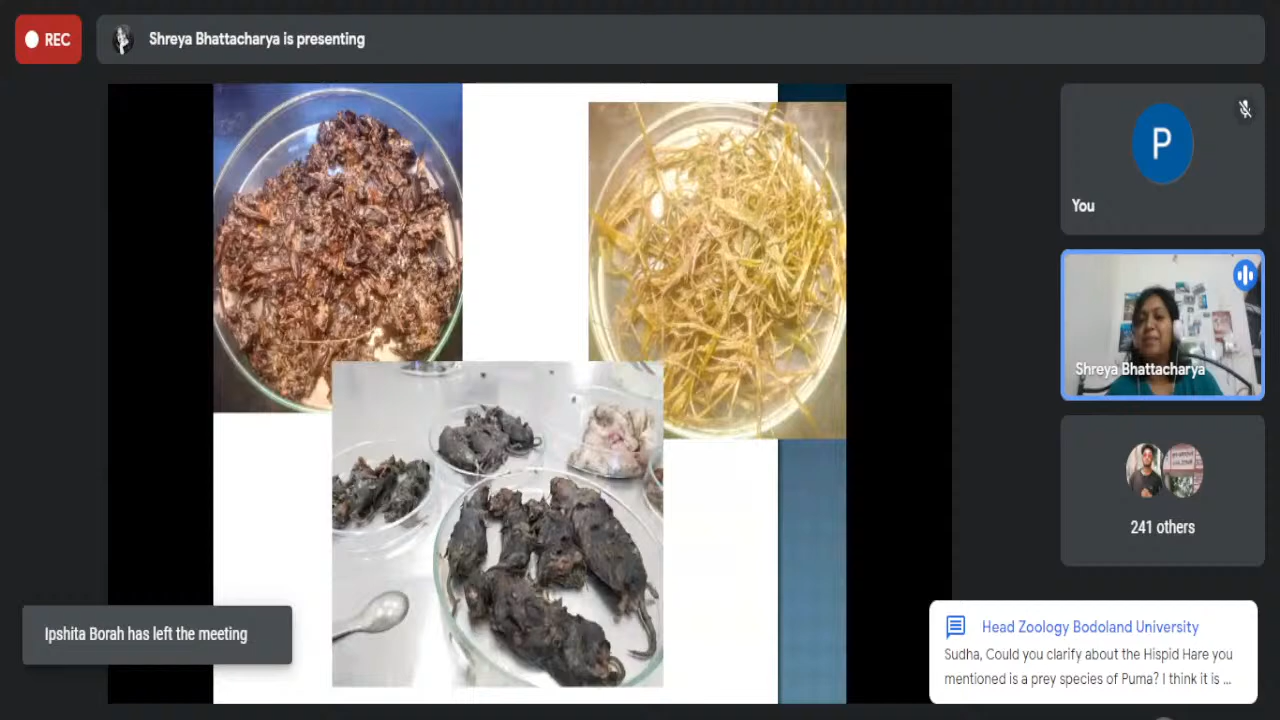 REC
Shreya Bhattacharya is presenting
P
You
Shreya Bhattacharya
241 others
Ipshita Borah has left the meeting
Head Zoology Bodoland University
Sudha, Could you clarify about the Hispid Hare you
mentioned is a prey species of Puma? I think it is ...